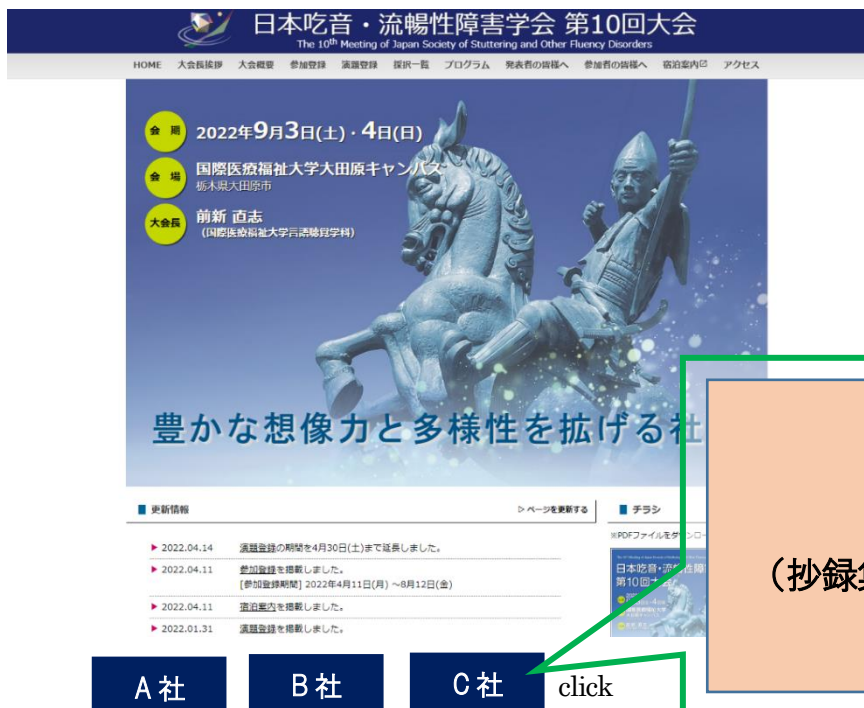 日本吃音・流暢性障害学会 第10回大会
The 10th Meeting of Japan Society of Stuttering and Other Fluency Disorders
HOME 大会長挨拶 大会概要 参加登録 演題登録 採択一覧 プログラム 発表者の皆様へ 参加者の皆様へ 宿泊案内 アクセス
会 期 2022年9月3日(土)・4日(日)
会 場 国際医療福祉大学大田原キャンパス
栃木県大田原市
大会長 前新 直志
(国際医療福祉大学言語聴覚学科)
豊かな想像力と多様性を拡げる社
更新情報
▷ ページを更新する
2022.04.14 演題登録の期間を4月30日(土)まで延長しました。
2022.04.11 参加登録を掲載しました。
[参加登録期間] 2022年4月11日(月) ~8月12日(金)
2022.04.11 宿泊案内を掲載しました。
2022.01.31 演題登録を掲載しました。
チラシ
※PDFファイルをダウンロー
日本吃音・流暢性障
第10回大会
(抄録集
A社
B社
C社
click